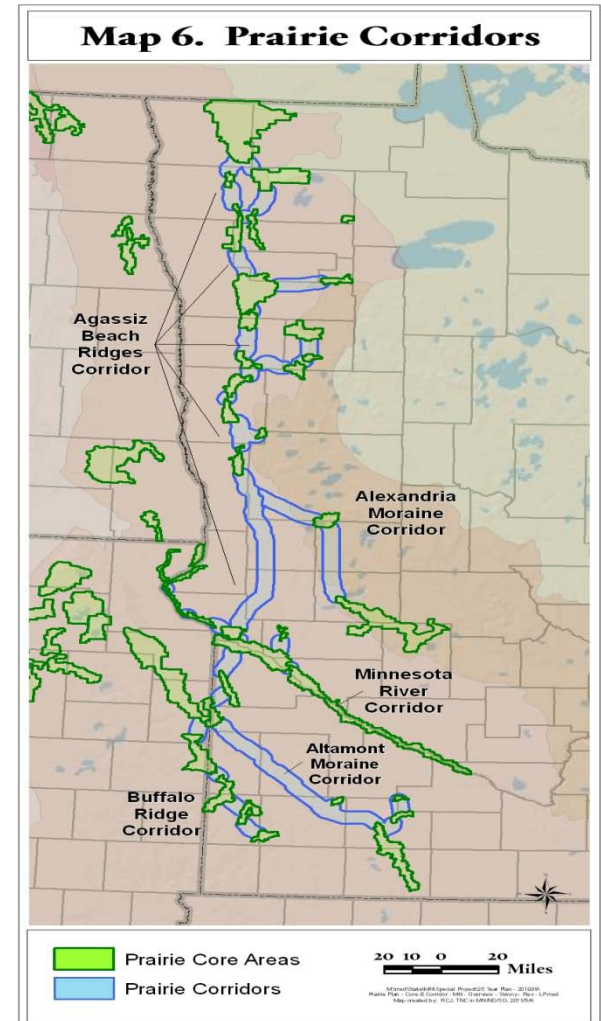 Map 6. Prairie Corridors
Agassiz
Beach
Ridges
Corridor
Alexandria
Moraine
Corridor
Minnesota
River
Corridor
Altamont
Moraine
Corridor
Buffalo
Ridge
Corridor
Prairie Core Areas
Prairie Corridors
20 10 0 20
Miles